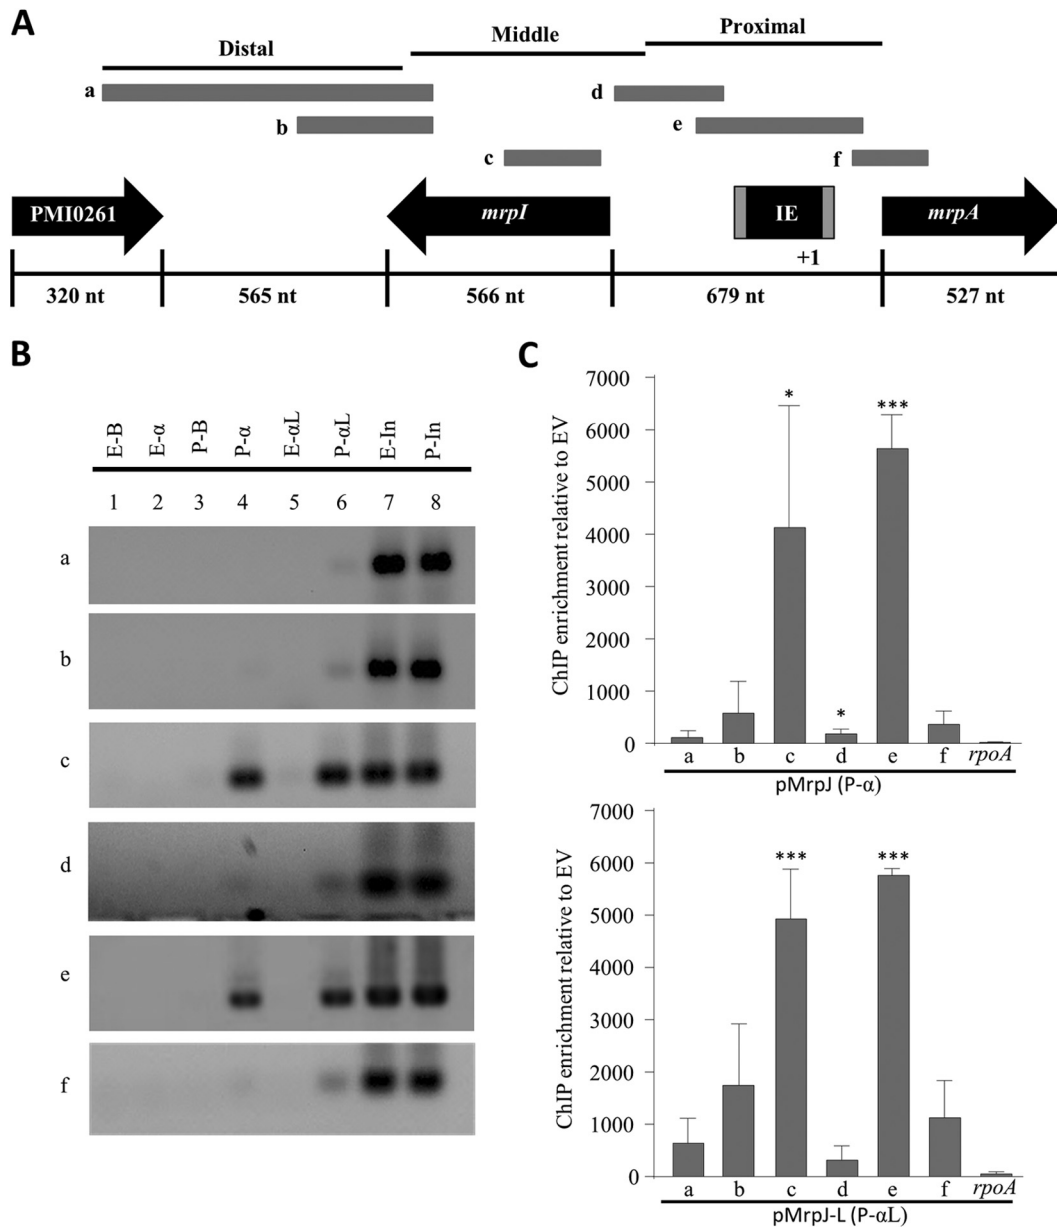 A
Distal
Middle
Proximal
a
d
b
e
c
f
PMI0261
mrpI
IE
mrpA
+1
320 nt
565 nt
566 nt
679 nt
527 nt
B
E-B
E-α
P-B
P-α
E-αL
P-αL
E-In
P-In
1 2 3 4 5 6 7 8
a
b
c
d
e
f
C
ChIP enrichment relative to EV
7000
6000
5000
4000
3000
2000
1000
0
*
*
***
a b c d e f rpoA
pMrpJ (P-α)
ChIP enrichment relative to EV
7000
6000
5000
4000
3000
2000
1000
0
***
***
a b c d e f rpoA
pMrpJ-L (P-αL)